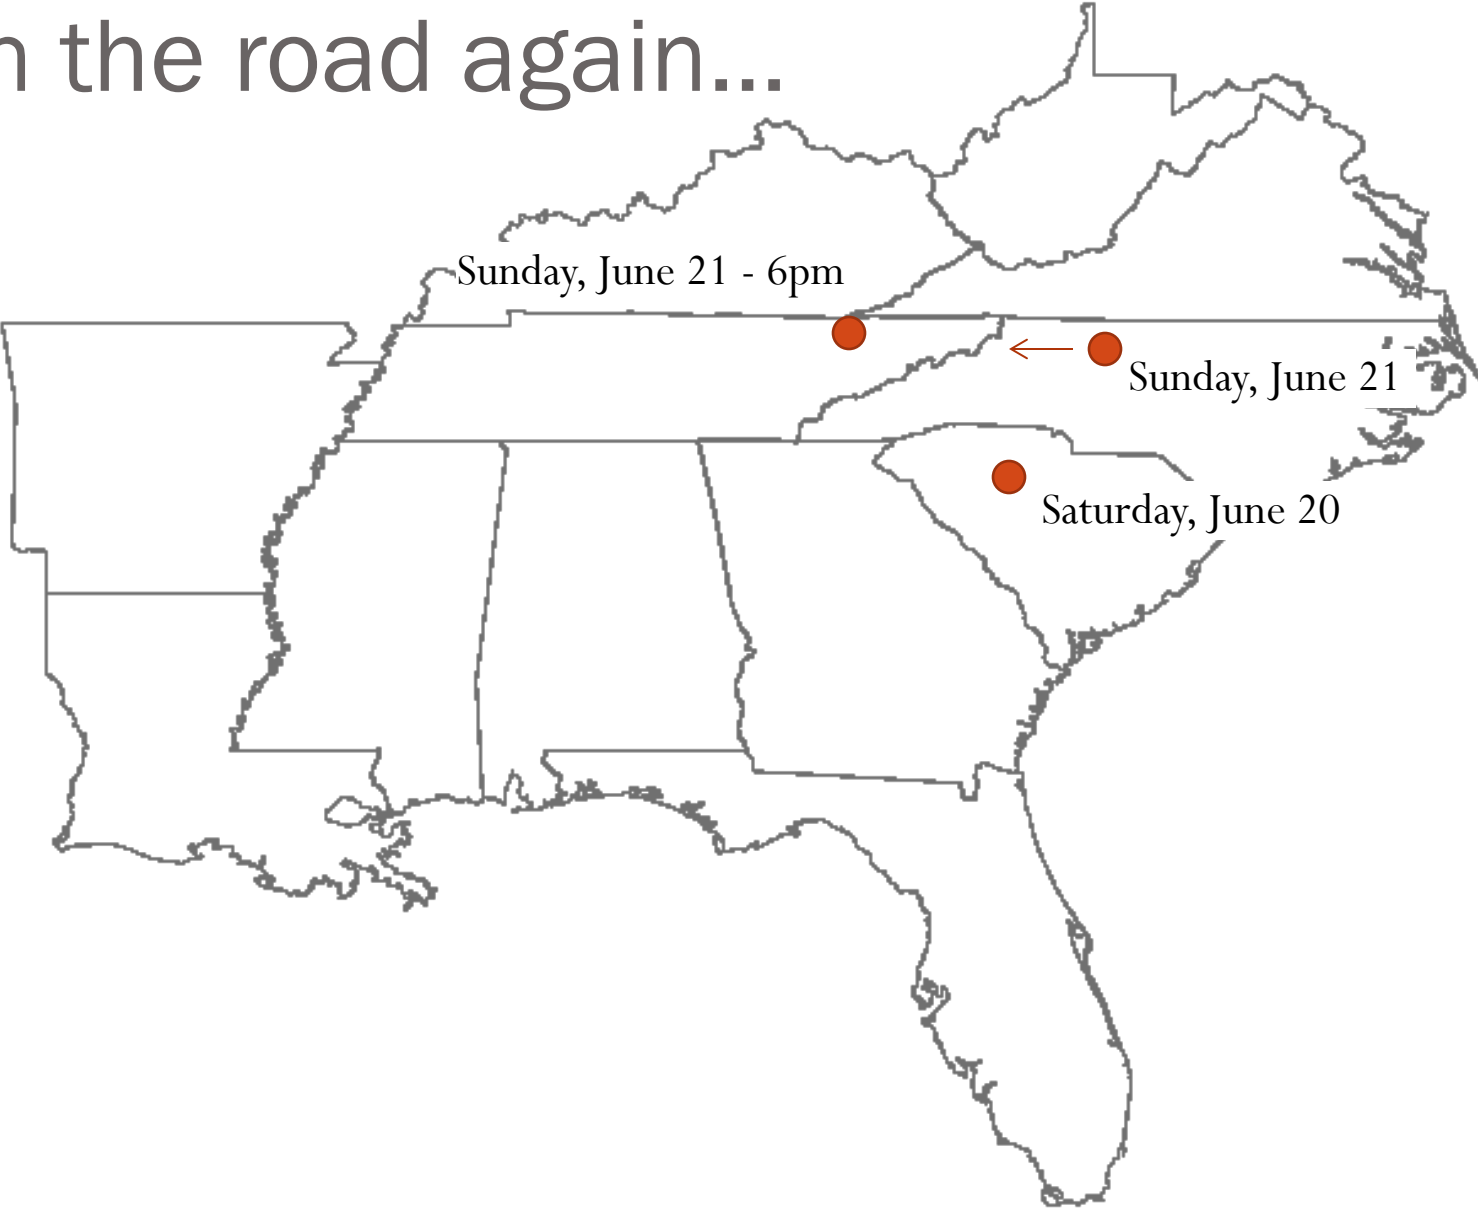 n the road again...
Sunday, June 21 - 6pm
Sunday, June 21
Saturday, June 20